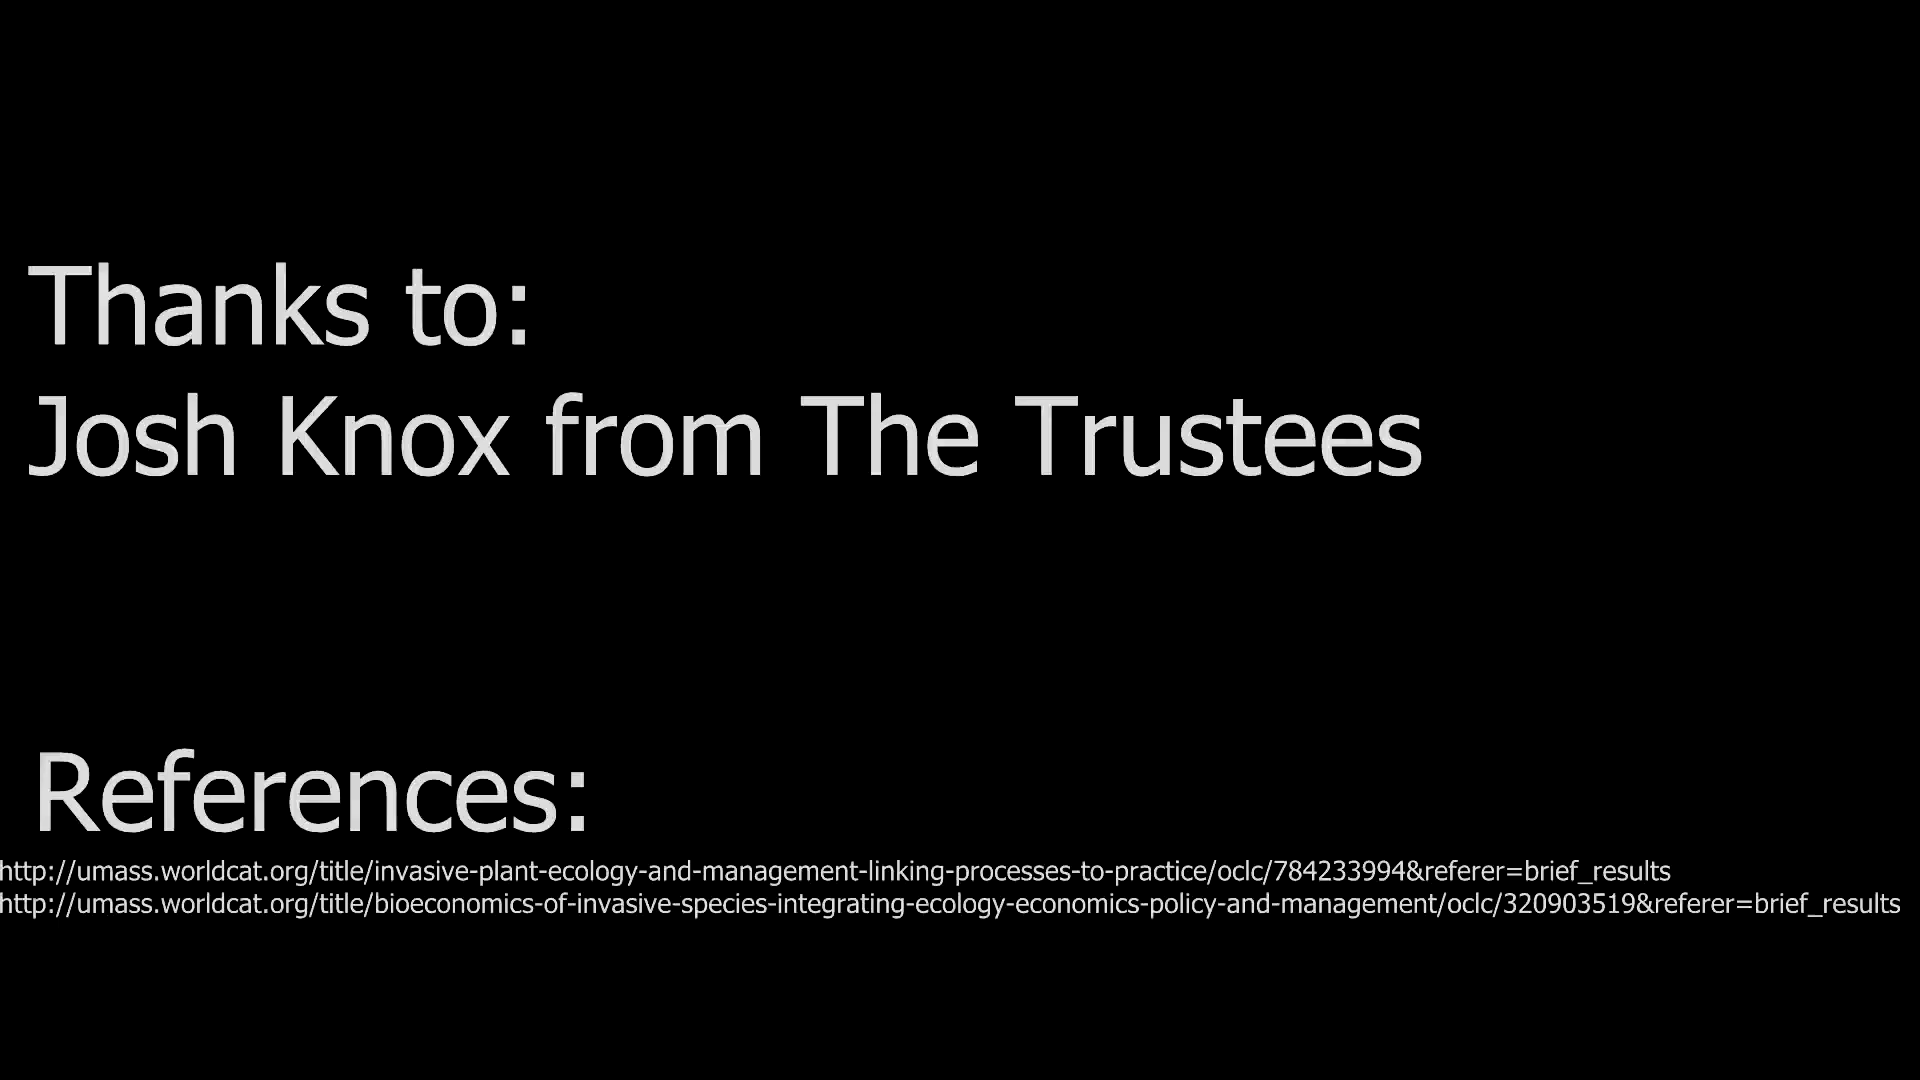 Thanks to:
Josh Knox from The Trustees
References:
http://umass.worldcat.org/title/invasive-plant-ecology-and-management-linking-processes-to-practice/oclc/784233994&referer=brief_results
http://umass.worldcat.org/title/bioeconomics-of-invasive-species-integrating-ecology-economics-policy-and-management/oclc/320903519&referer=brief_results